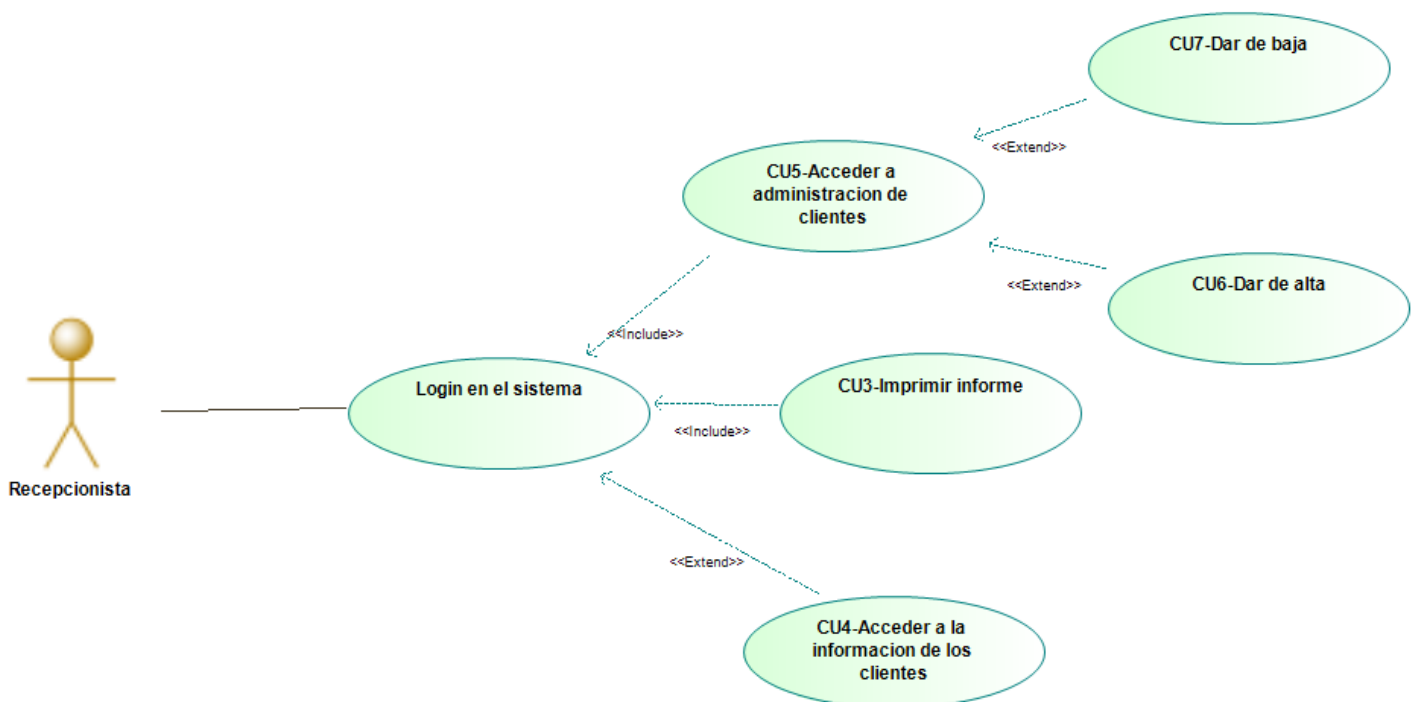 CU7-Dar de baja
<<Extend>>
CU5-Acceder a
administracion de
clientes
<<Extend>>
CU6-Dar de alta
<<Include>>
Login en el sistema
CU3-Imprimir informe
<<Include>>
Recepcionista
<<Extend>>
CU4-Acceder a la
informacion de los
clientes